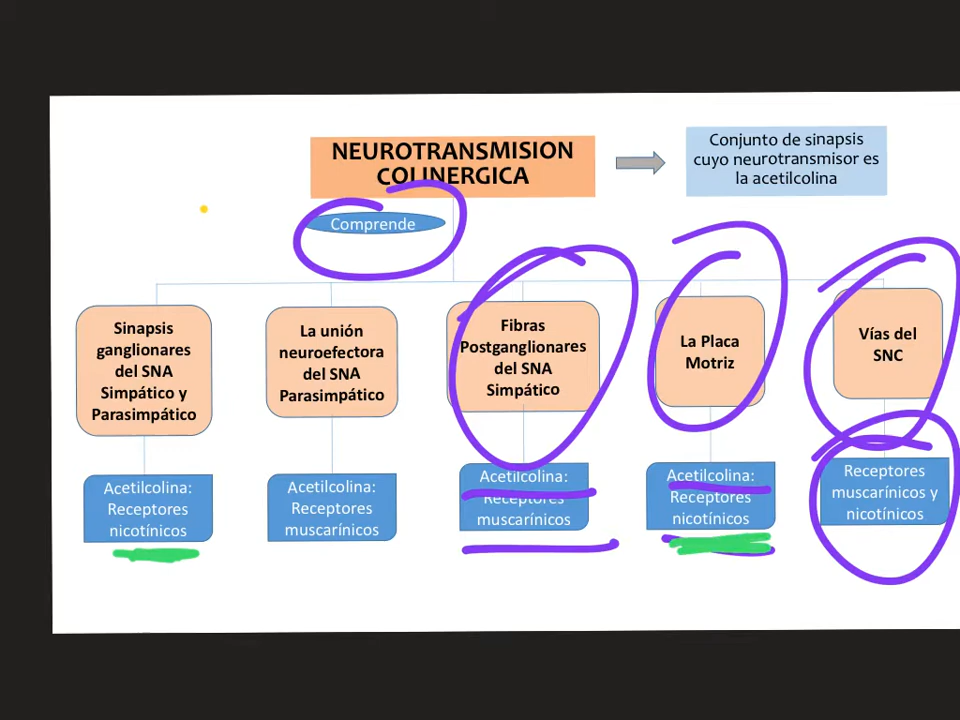 NEUROTRANSMISION
COLINERGICA
Conjunto de sinapsis
cuyo neurotransmisor es
la acetilcolina
Comprende
Sinapsis
ganglionares
del SNA
Simpático y
Parasimpático
La unión
neuroefectora
del SNA
Parasimpático
Fibras
Postganglionares
del SNA
Simpático
La Placa
Motriz
Vías del
SNC
Acetilcolina:
Receptores
nicotínicos
Acetilcolina:
Receptores
muscarínicos
Acetilcolina:
Receptores
muscarínicos
Acetilcolina:
Receptores
nicotínicos
Receptores
muscarínicos y
nicotínicos